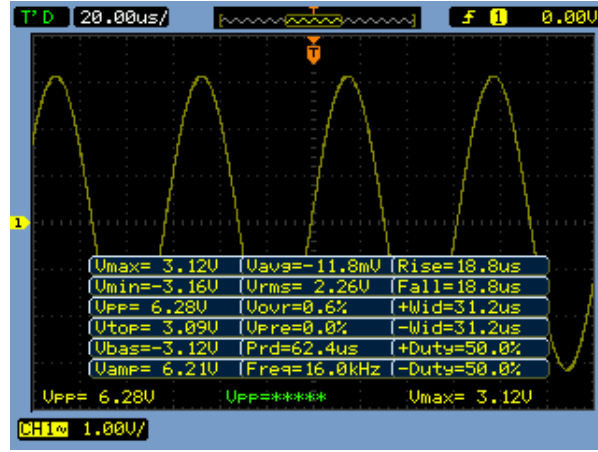 T'D 20.00us/ T 1 0.00V
T
1
Vmax= 3.12V Vavg=-11.8mV Rise=18.8us
Vmin=-3.16V Vrms= 2.26V Fall=18.8us
VPP= 6.28V Vovr=0.6% +Wid=31.2us
Vtop= 3.09V Vpre=0.0% -Wid=31.2us
Vbas=-3.12V Prd=62.4us +Duty=50.0%
Vamp= 6.21V Freq=16.0kHz -Duty=50.0%
VPP= 6.28V VPP=***** Vmax= 3.12V
CH1~ 1.00V/